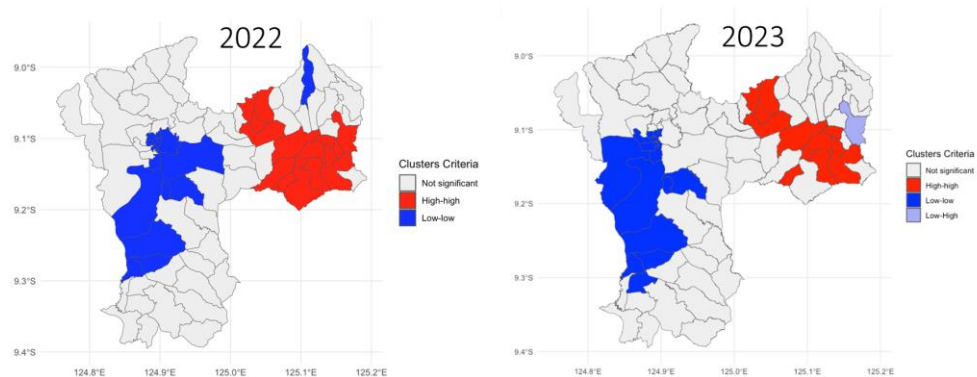 2022
9.0°S
9.1°S
9.2°S
9.3°S
9.4°S
124.8°E
124.9°E
125.0°E
125.1°E
125.2°E
Clusters Criteria
Not significant
High-high
Low-low
2023
9.0°S
9.1°S
9.2°S
9.3°S
9.4°S
124.8°E
124.9°E
125.0°E
125.1°E
125.2°E
Clusters Criteria
Not significant
High-high
Low-low
Low-High